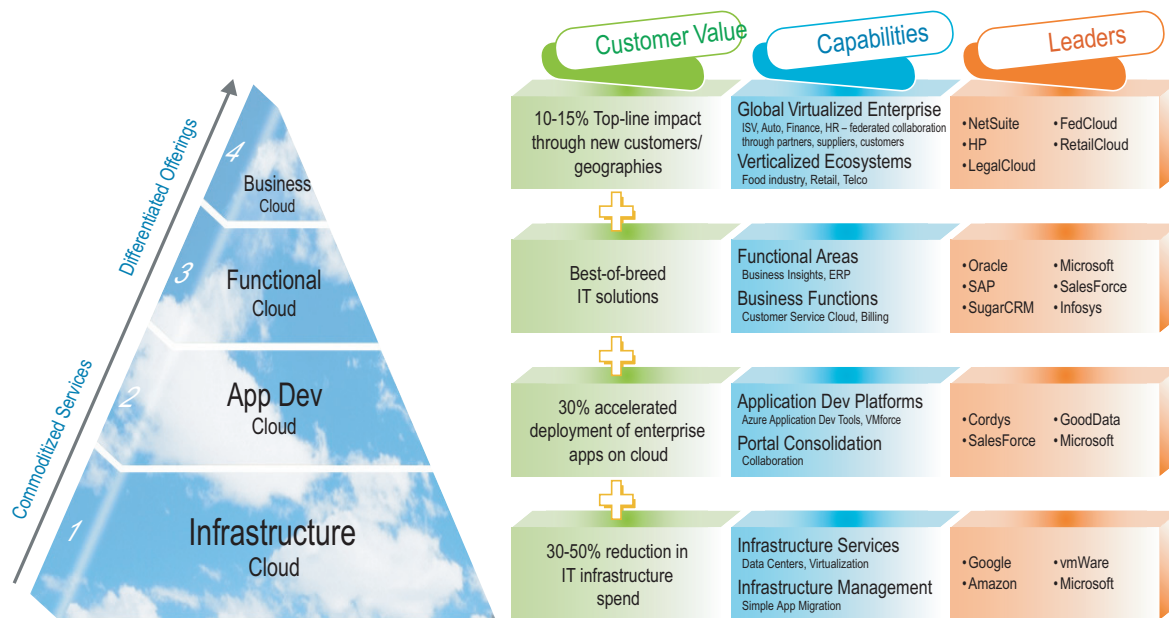 Customer Value
Capabilities
Leaders
Differentiated Offerings
Commoditized Services
4
Business
Cloud
10-15% Top-line impact
through new customers/
geographies
Global Virtualized Enterprise
ISV, Auto, Finance, HR – federated collaboration
through partners, suppliers, customers
Verticalized Ecosystems
Food industry, Retail, Telco
• NetSuite
• HP
• LegalCloud
• FedCloud
• RetailCloud
3
Functional
Cloud
Best-of-breed
IT solutions
Functional Areas
Business Insights, ERP
Business Functions
Customer Service Cloud, Billing
• Oracle
• SAP
• SugarCRM
• Microsoft
• SalesForce
• Infosys
2
App Dev
Cloud
30% accelerated
deployment of enterprise
apps on cloud
Application Dev Platforms
Azure Application Dev Tools, VMforce
Portal Consolidation
Collaboration
• Cordys
• SalesForce
• GoodData
• Microsoft
1
Infrastructure
Cloud
30-50% reduction in
IT infrastructure
spend
Infrastructure Services
Data Centers, Virtualization
Infrastructure Management
Simple App Migration
• Google
• Amazon
• vmWare
• Microsoft